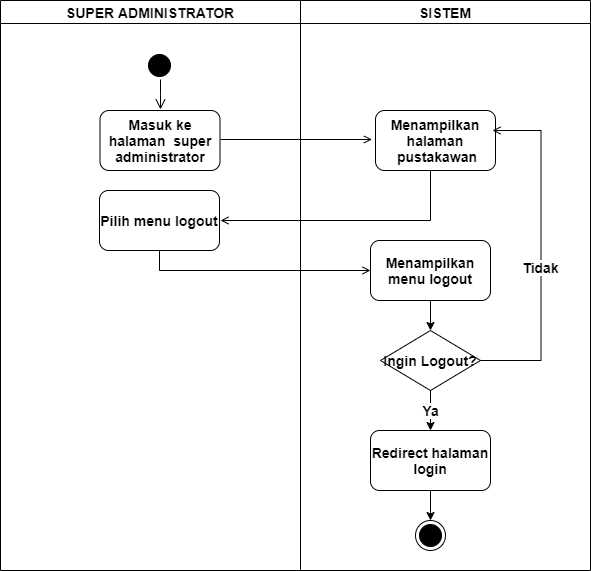 SUPER ADMINISTRATOR
SISTEM
Masuk ke
halaman super
administrator
Menampilkan
halaman
pustakawan
Pilih menu logout
Menampilkan
menu logout
Tidak
Ingin Logout?
Ya
Redirect halaman
login